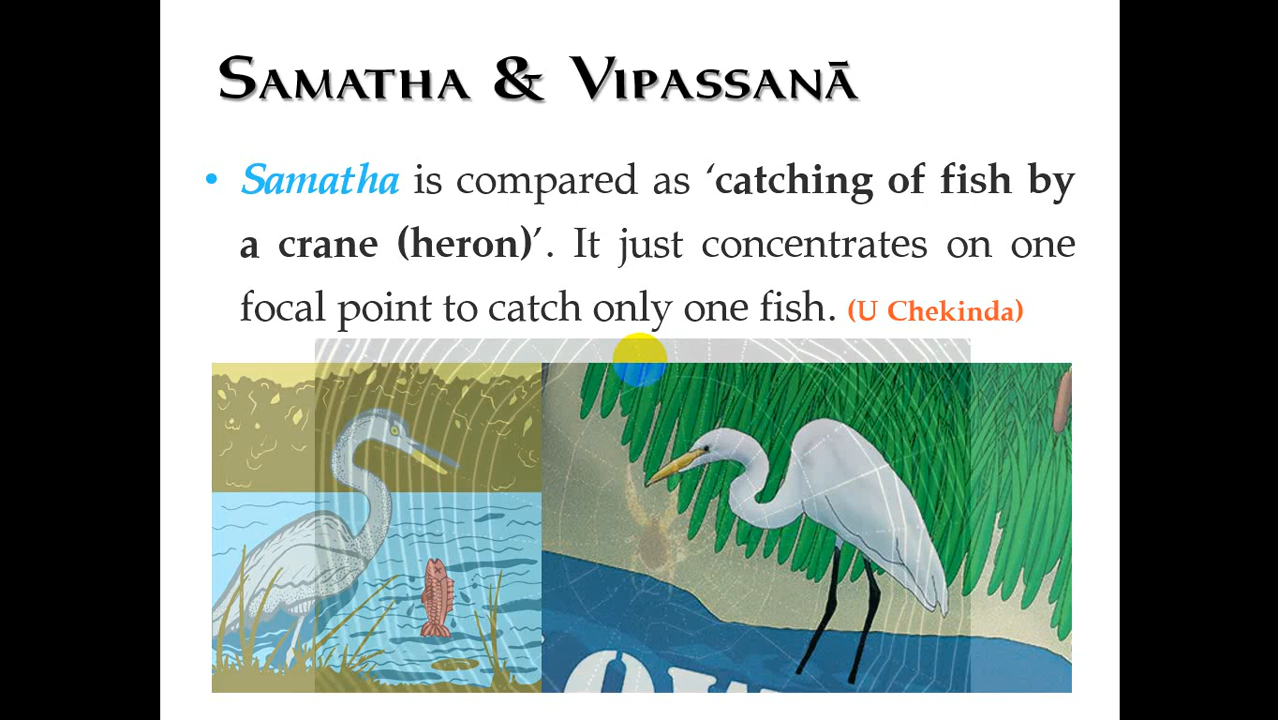 Samatha & Vipassanā
• Samatha is compared as ‘catching of fish by
a crane (heron)’. It just concentrates on one
focal point to catch only one fish. (U Chekinda)